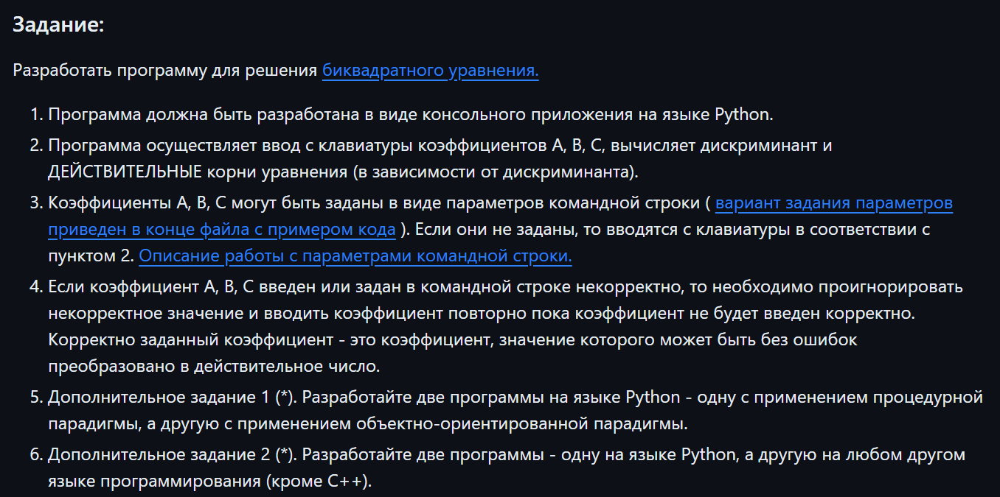 Задание:
Разработать программу для решения биквадратного уравнения.
1. Программа должна быть разработана в виде консольного приложения на языке Python.
2. Программа осуществляет ввод с клавиатуры коэффициентов А, В, С, вычисляет дискриминант и
ДЕЙСТВИТЕЛЬНЫЕ корни уравнения (в зависимости от дискриминанта).
3. Коэффициенты А, В, С могут быть заданы в виде параметров командной строки ( вариант задания параметров
приведен в конце файла с примером кода ). Если они не заданы, то вводятся с клавиатуры в соответствии с
пунктом 2. Описание работы с параметрами командной строки.
4. Если коэффициент А, В, С введен или задан в командной строке некорректно, то необходимо проигнорировать
некорректное значение и вводить коэффициент повторно пока коэффициент не будет введен корректно.
Корректно заданный коэффициент - это коэффициент, значение которого может быть без ошибок
преобразовано в действительное число.
5. Дополнительное задание 1 (*). Разработайте две программы на языке Python - одну с применением процедурной
парадигмы, а другую с применением объектно-ориентированной парадигмы.
6. Дополнительное задание 2 (*). Разработайте две программы - одну на языке Python, а другую на любом другом
языке программирования (кроме С++).